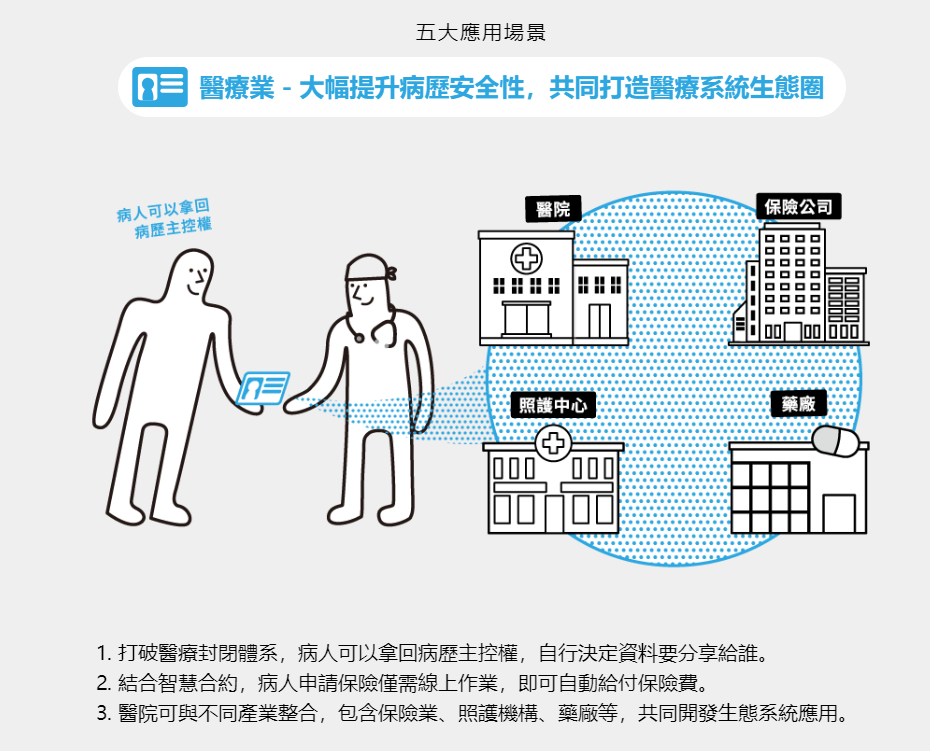 五大應用場景
醫療業 - 大幅提升病歷安全性，共同打造醫療系統生態圈
病人可以拿回
病歷主控權
醫院
保險公司
照護中心
藥廠
1. 打破醫療封閉體系，病人可以拿回病歷主控權，自行決定資料要分享給誰。
2. 結合智慧合約，病人申請保險僅需線上作業，即可自動給付保險費。
3. 醫院可與不同產業整合，包含保險業、照護機構、藥廠等，共同開發生態系統應用。